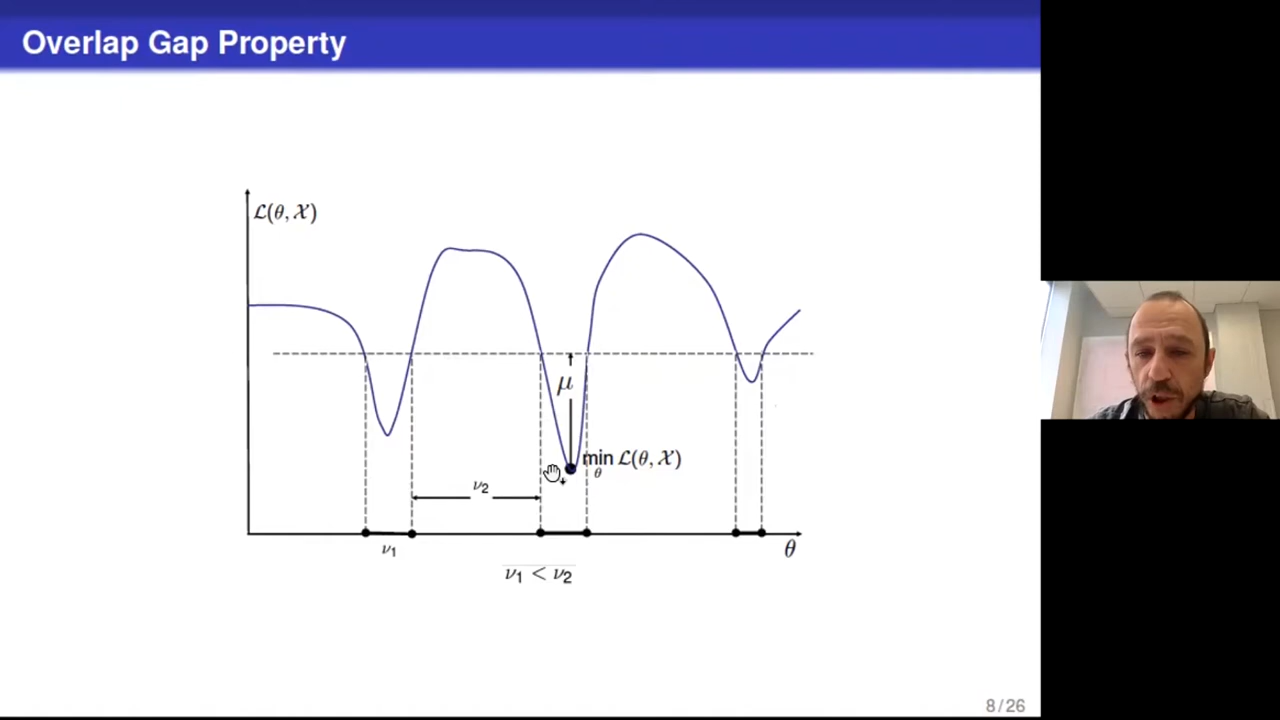 Overlap Gap Property
ℒ(θ, 𝒳)
μ
min ℒ(θ, 𝒳)
θ
ν₂
ν₁
θ
ν₁ < ν₂
8 / 26